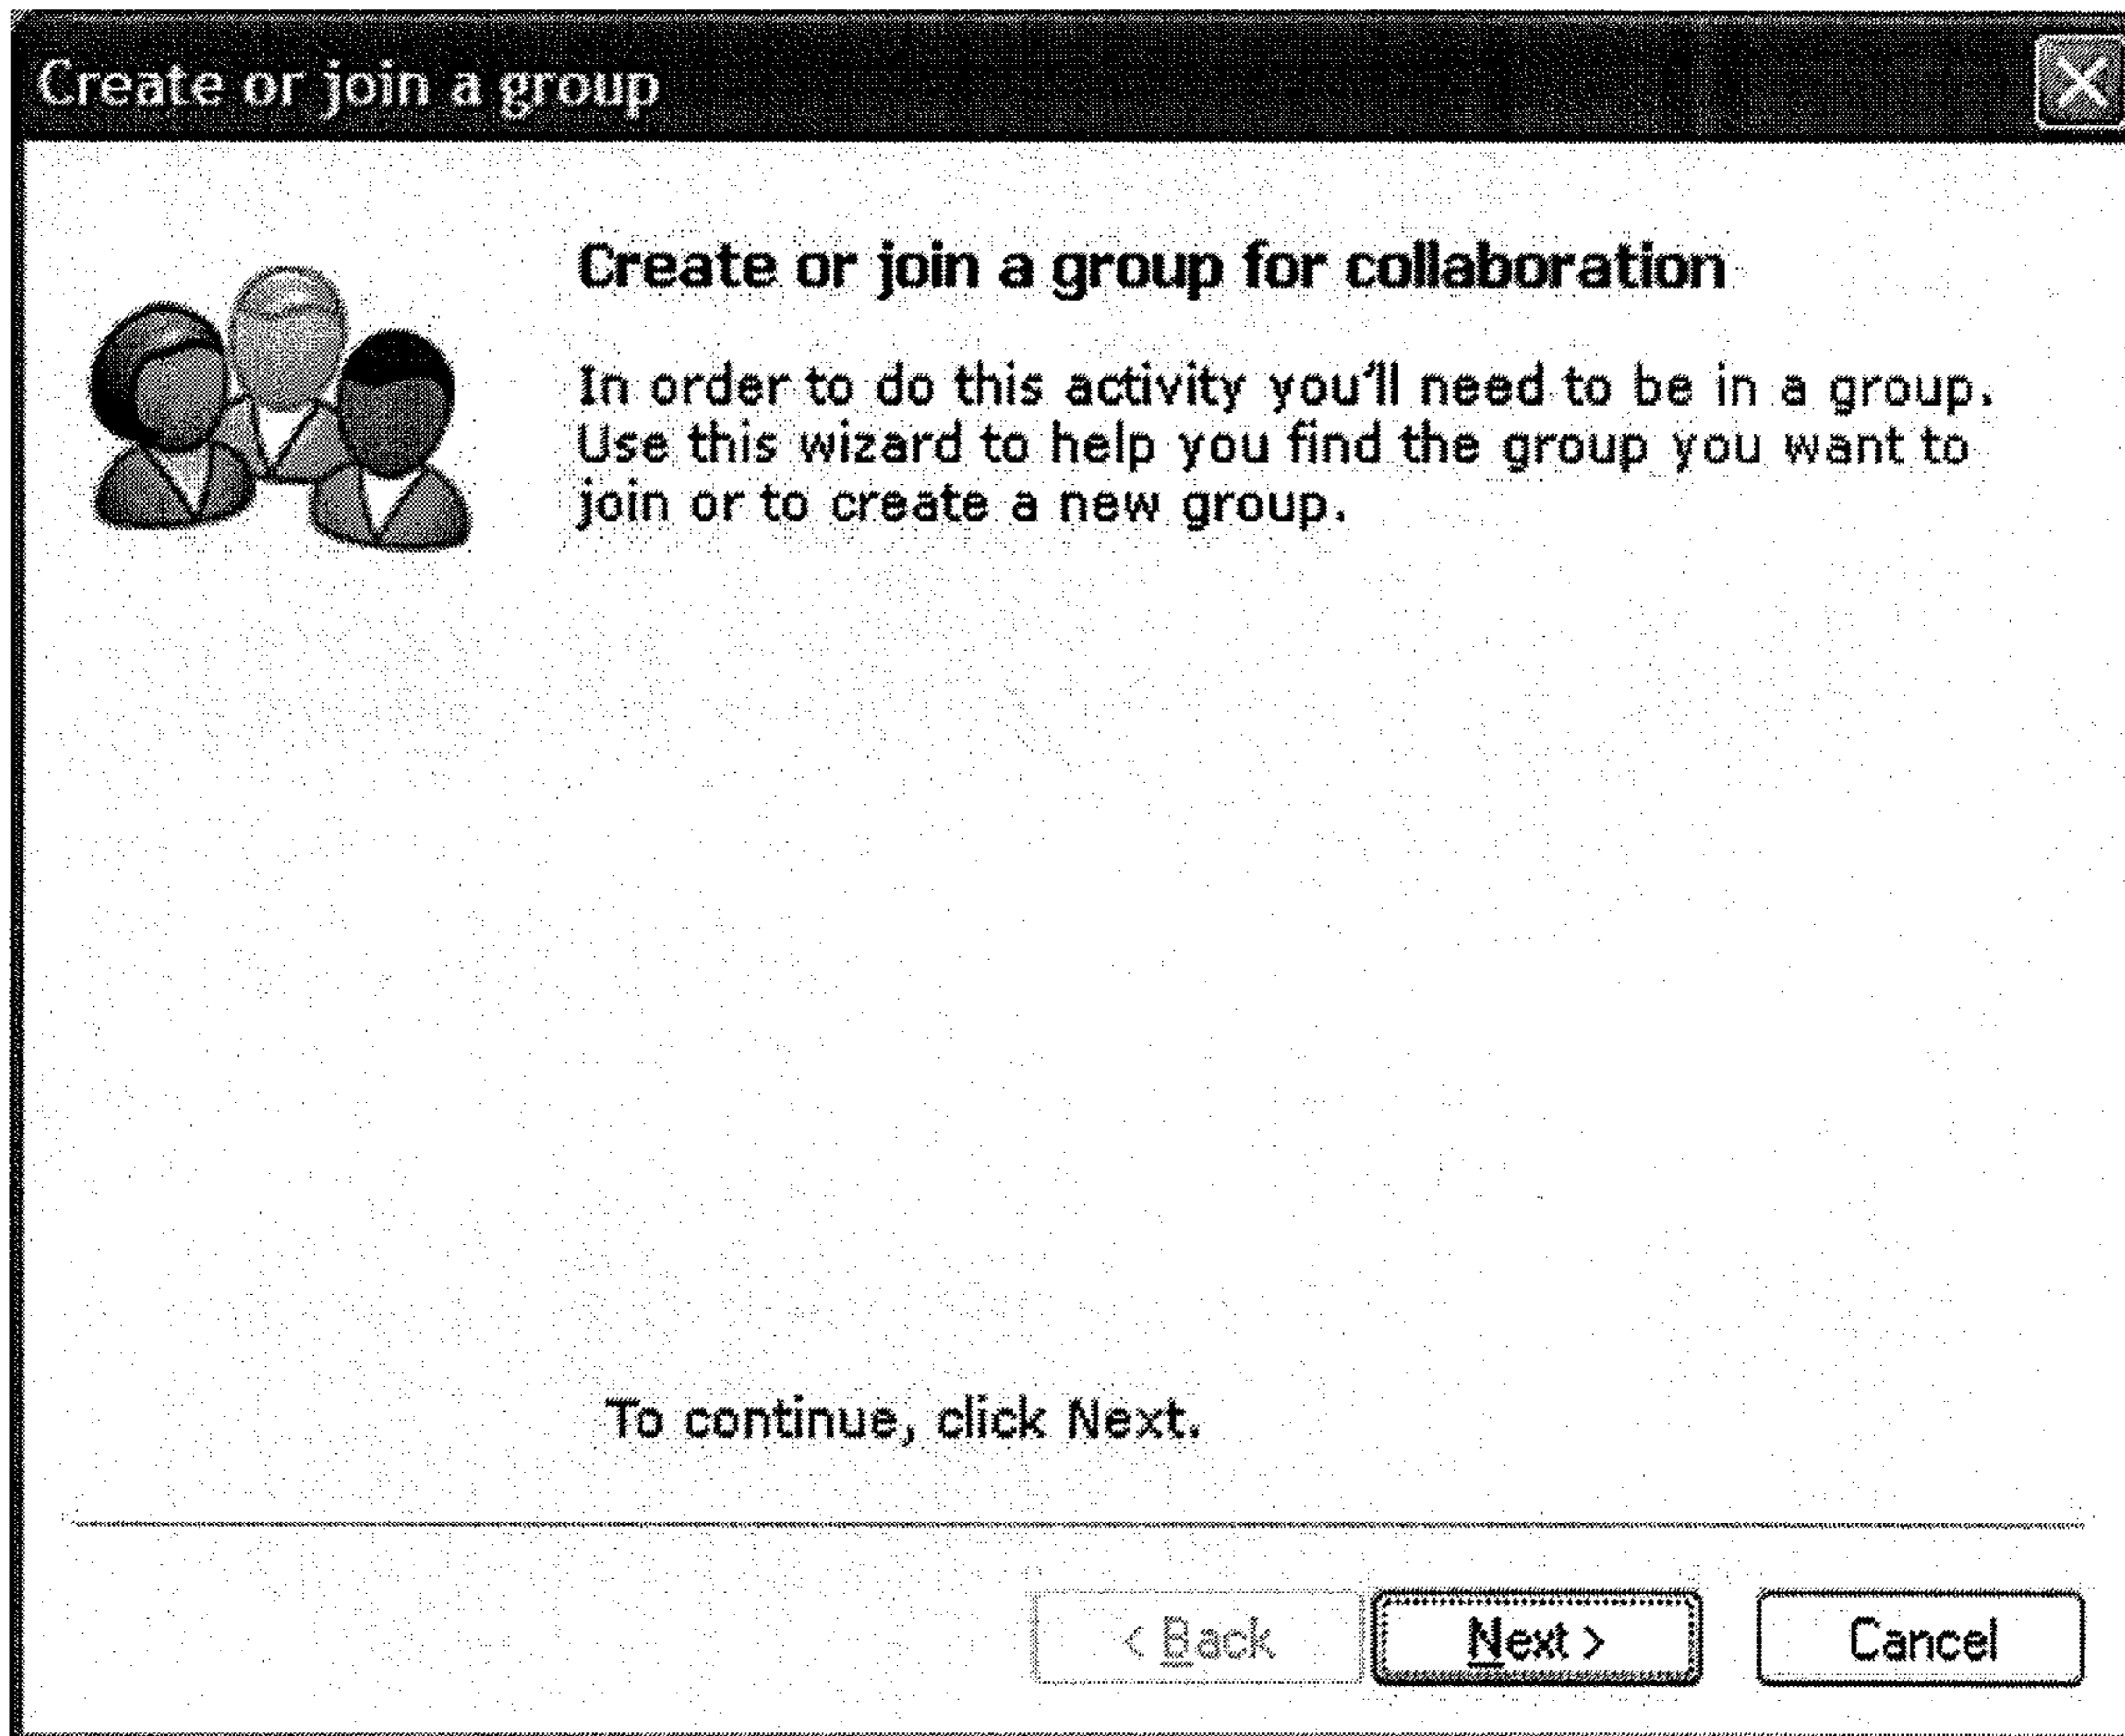 Create or join a group
Create or join a group for collaboration
In order to do this activity you'll need to be in a group.
Use this wizard to help you find the group you want to
join or to create a new group.
To continue, click Next.
< Back
Next >
Cancel